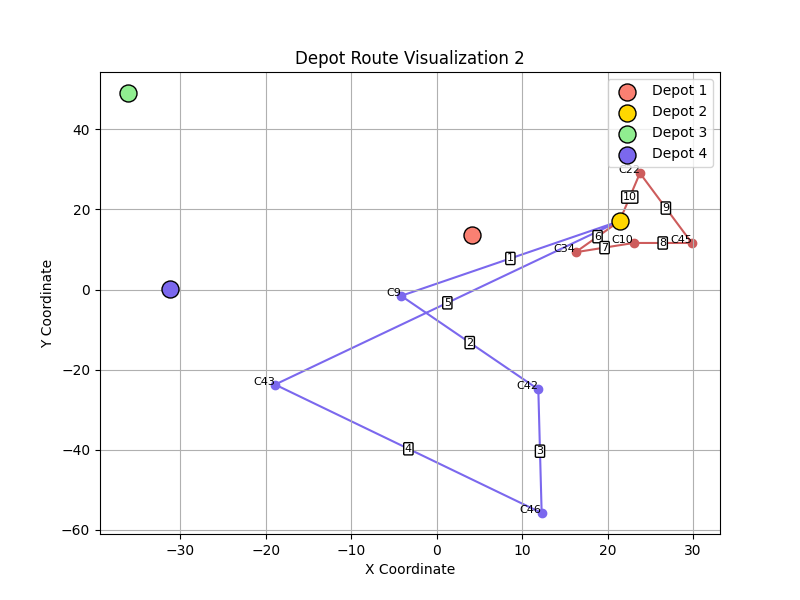 Depot Route Visualization 2
Depot 1
Depot 2
Depot 3
Depot 4
Y Coordinate
40
20
0
−20
−40
−60
−30
−20
−10
0
10
20
30
X Coordinate
C22
10
9
6
C34
7
C10
8
C45
1
C9
5
2
C43
C42
4
3
C46